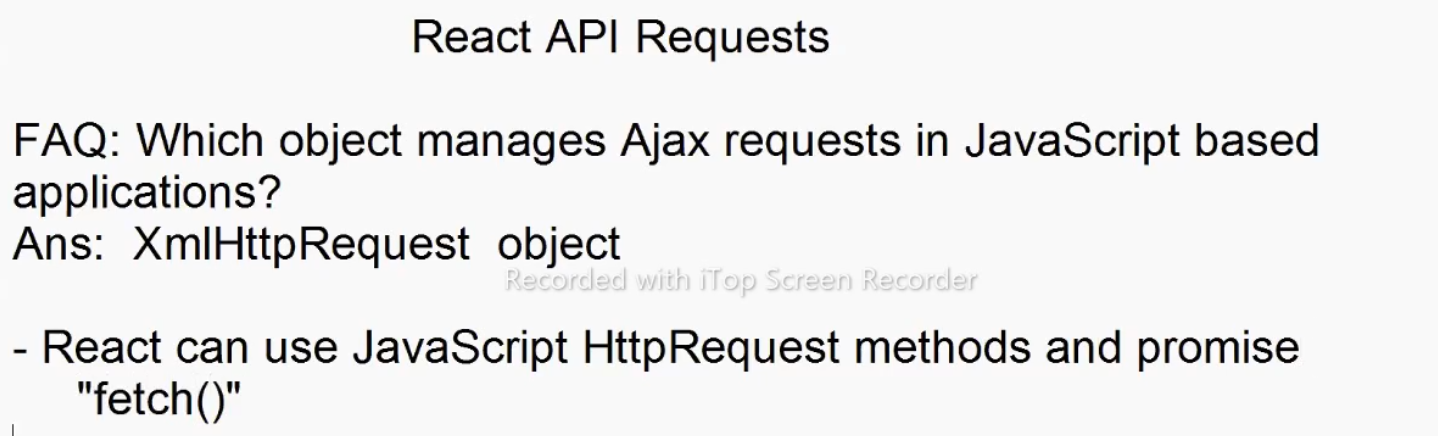 React API Requests
FAQ: Which object manages Ajax requests in JavaScript based
applications?
Ans:  XmlHttpRequest  object
Recorded with iTop Screen Recorder
- React can use JavaScript HttpRequest methods and promise
"fetch()"